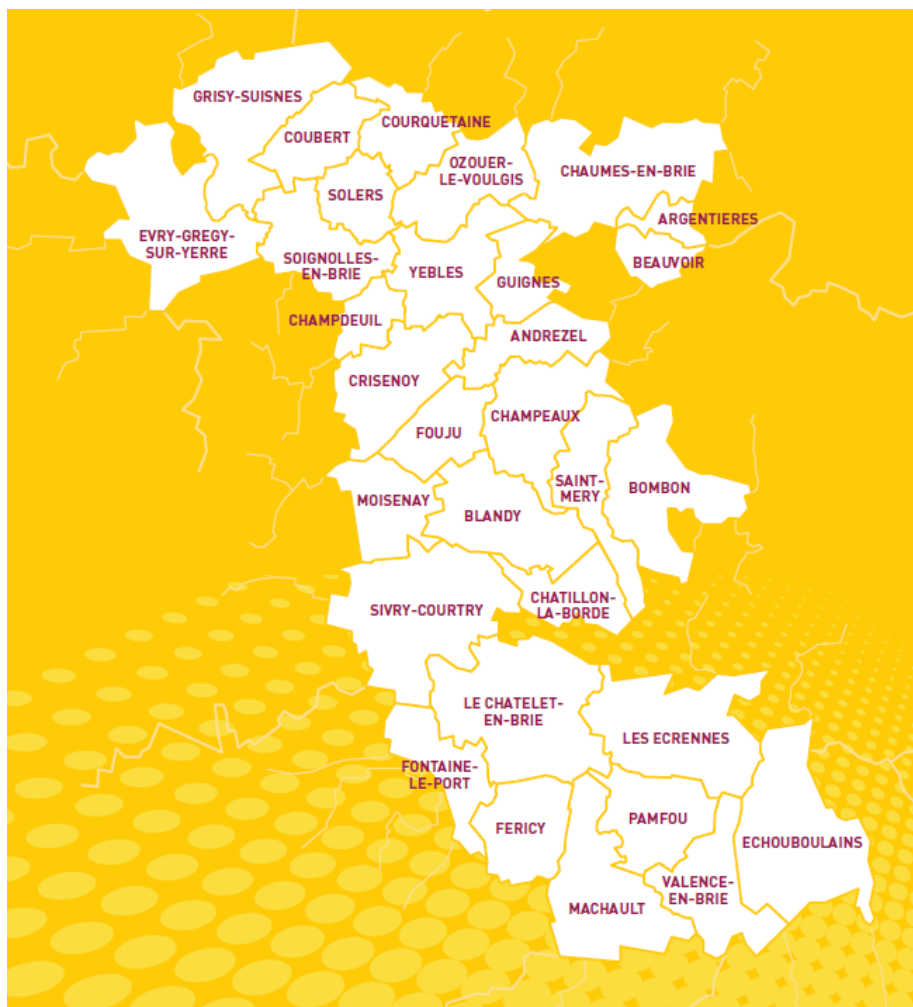 GRISY-SUISNES
COUBERT
COURQUETAINE
OZOUER-
LE-VOULGIS
CHAUMES-EN-BRIE
SOLERS
ARGENTIERES
EVRY-GREGY-
SUR-YERRE
SOIGNOLLES-
EN-BRIE
YEBLES
GUIGNES
BEAUVOIR
CHAMPDEUIL
ANDREZEL
CRISENOY
CHAMPEAUX
FOUJU
SAINT-
MERY
BOMBON
MOISENAY
BLANDY
SIVRY-COURTRY
CHATILLON-
LA-BORDE
LE CHATELET-
EN-BRIE
LES ECRENNES
FONTAINE-
LE-PORT
FERICY
PAMFOU
ECHOUBOULAINS
VALENCE-
EN-BRIE
MACHAULT